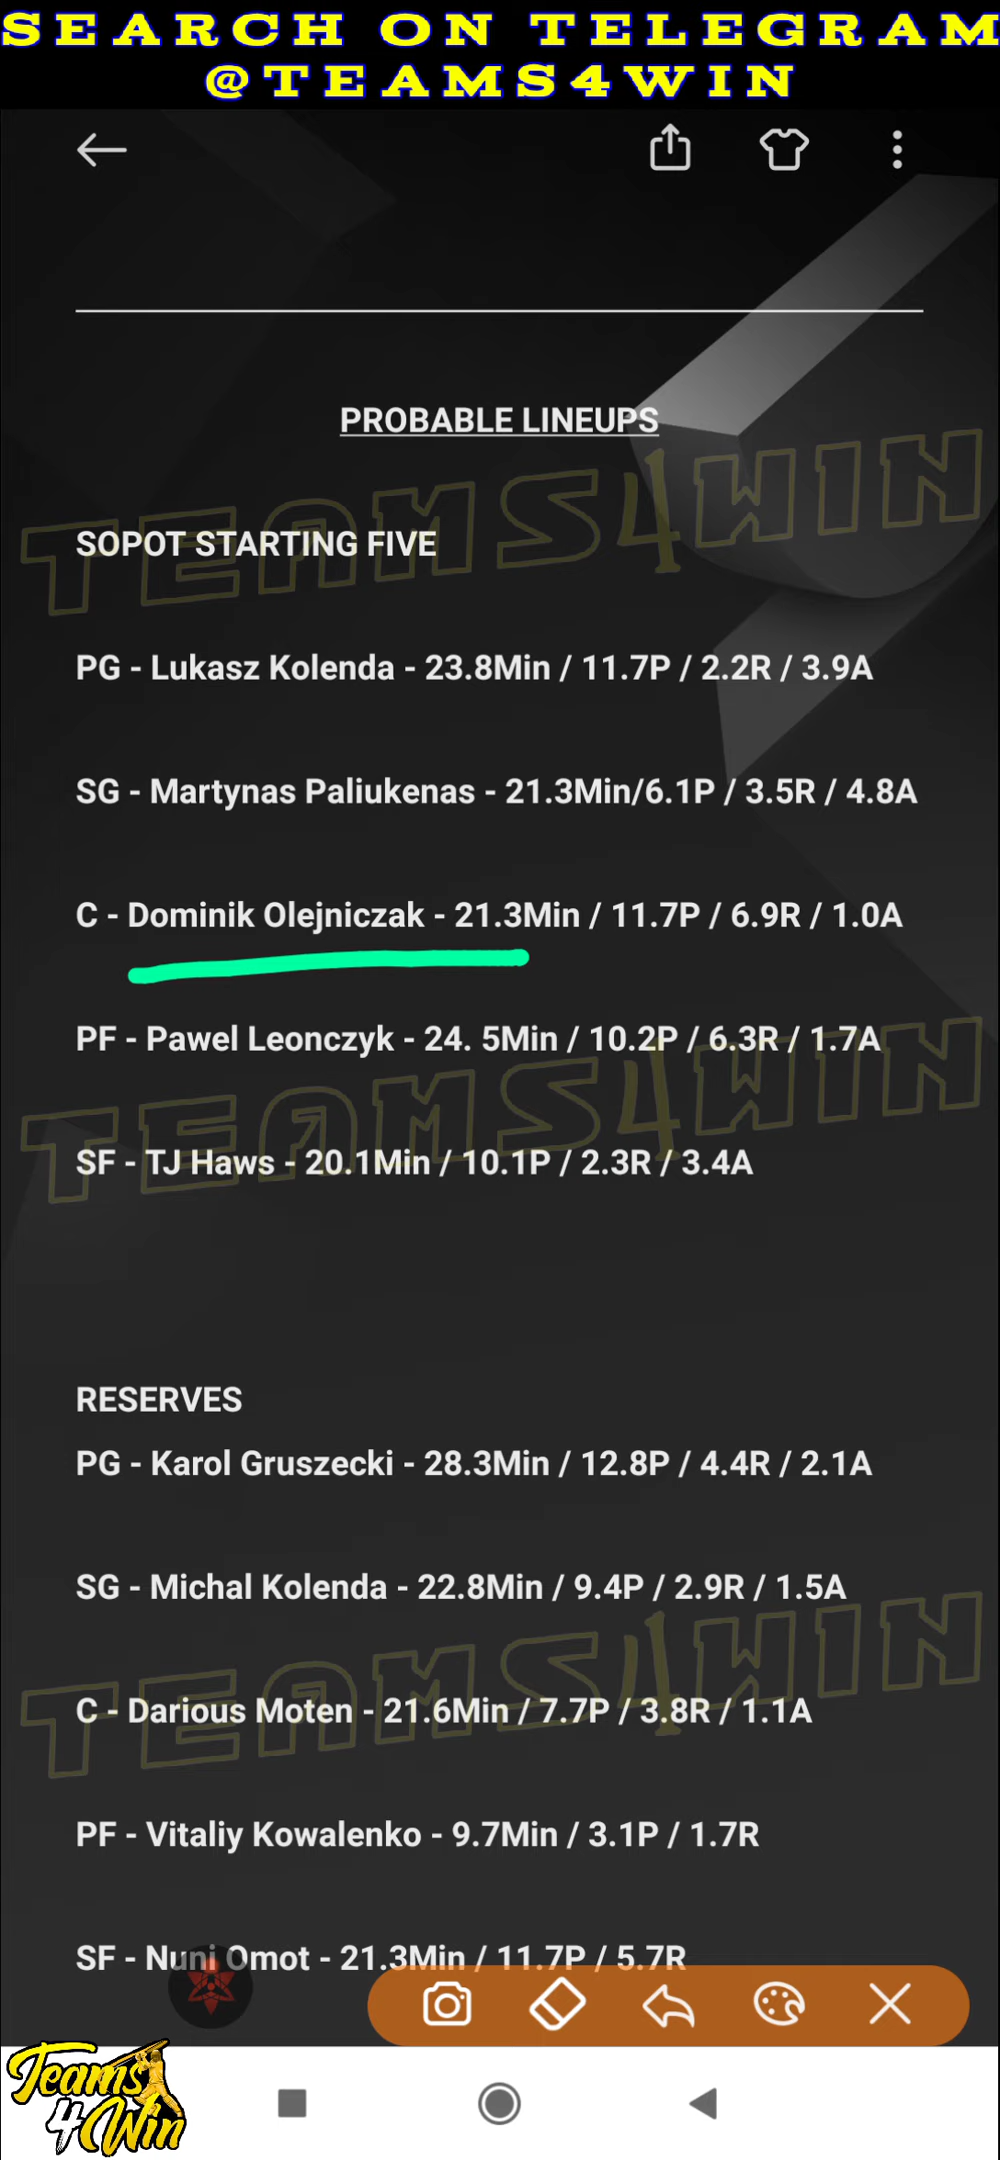 SEARCH ON TELEGRAM
@TEAMS4WIN
PROBABLE LINEUPS
TEAMS4WIN
SOPOT STARTING FIVE
PG - Lukasz Kolenda - 23.8Min / 11.7P / 2.2R / 3.9A
SG - Martynas Paliukenas - 21.3Min/6.1P / 3.5R / 4.8A
C - Dominik Olejniczak - 21.3Min / 11.7P / 6.9R / 1.0A
PF - Pawel Leonczyk - 24. 5Min / 10.2P / 6.3R / 1.7A
TEAMS4WIN
SF - TJ Haws - 20.1Min / 10.1P / 2.3R / 3.4A
RESERVES
PG - Karol Gruszecki - 28.3Min / 12.8P / 4.4R / 2.1A
SG - Michal Kolenda - 22.8Min / 9.4P / 2.9R / 1.5A
TEAMS4WIN
C - Darious Moten - 21.6Min / 7.7P / 3.8R / 1.1A
PF - Vitaliy Kowalenko - 9.7Min / 3.1P / 1.7R
SF - Nuni Omot - 21.3Min / 11.7P / 5.7R
Teams
4Win